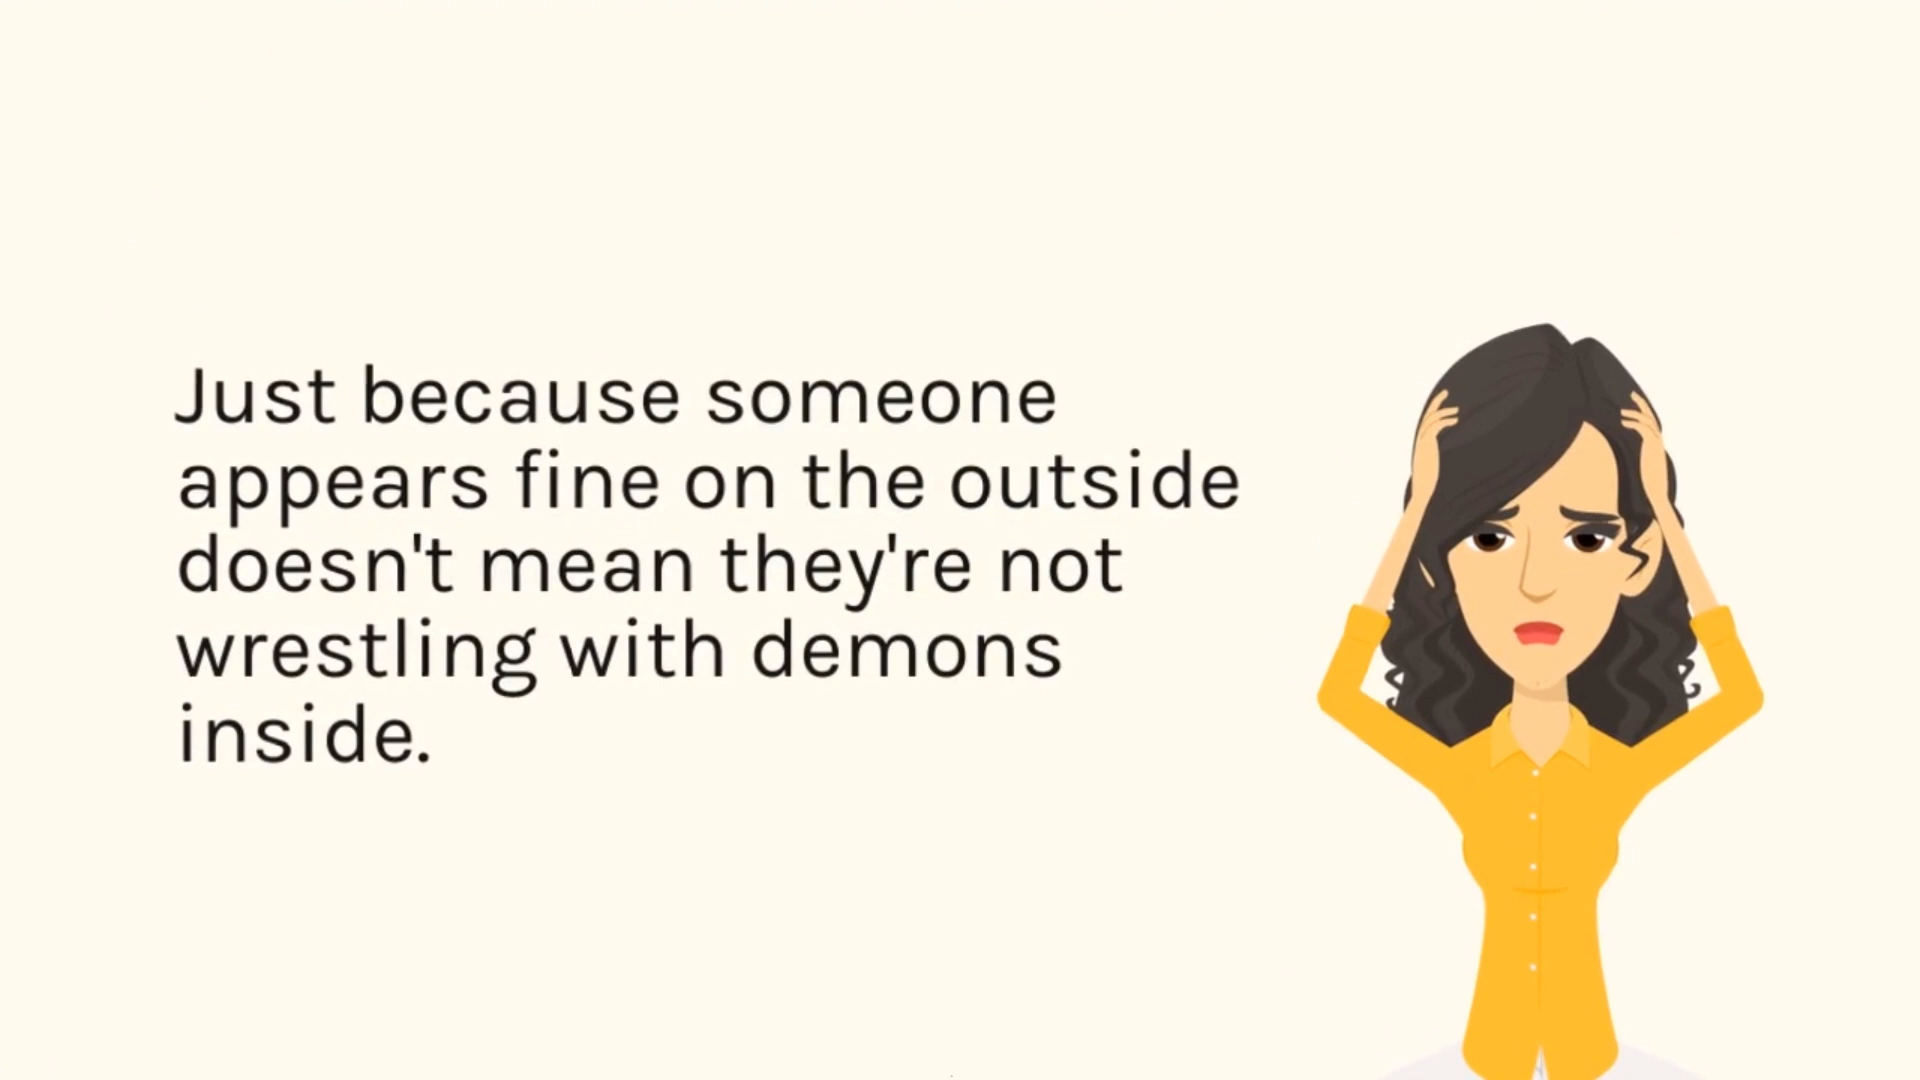 Just because someone
appears fine on the outside
doesn't mean they're not
wrestling with demons
inside.